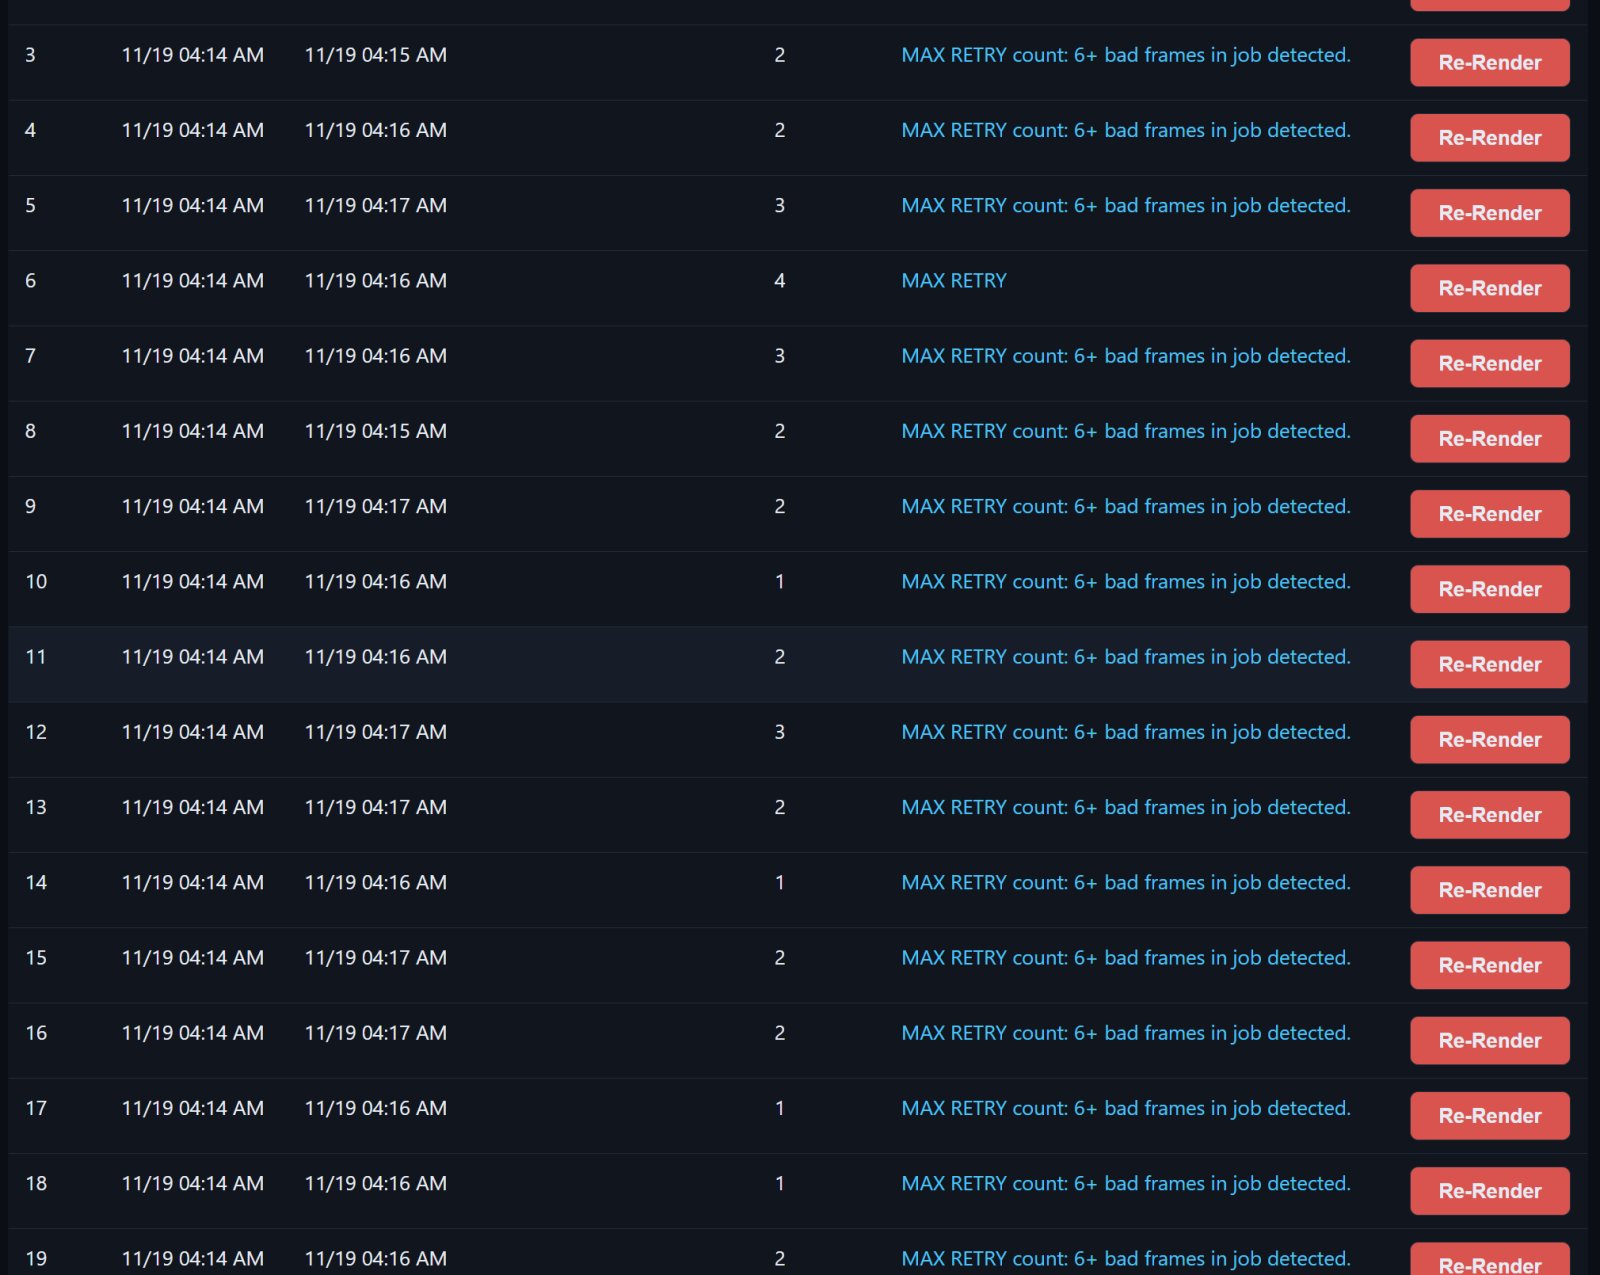 3 11/19 04:14 AM 11/19 04:15 AM 2 MAX RETRY count: 6+ bad frames in job detected. Re-Render
4 11/19 04:14 AM 11/19 04:16 AM 2 MAX RETRY count: 6+ bad frames in job detected. Re-Render
5 11/19 04:14 AM 11/19 04:17 AM 3 MAX RETRY count: 6+ bad frames in job detected. Re-Render
6 11/19 04:14 AM 11/19 04:16 AM 4 MAX RETRY Re-Render
7 11/19 04:14 AM 11/19 04:16 AM 3 MAX RETRY count: 6+ bad frames in job detected. Re-Render
8 11/19 04:14 AM 11/19 04:15 AM 2 MAX RETRY count: 6+ bad frames in job detected. Re-Render
9 11/19 04:14 AM 11/19 04:17 AM 2 MAX RETRY count: 6+ bad frames in job detected. Re-Render
10 11/19 04:14 AM 11/19 04:16 AM 1 MAX RETRY count: 6+ bad frames in job detected. Re-Render
11 11/19 04:14 AM 11/19 04:16 AM 2 MAX RETRY count: 6+ bad frames in job detected. Re-Render
12 11/19 04:14 AM 11/19 04:17 AM 3 MAX RETRY count: 6+ bad frames in job detected. Re-Render
13 11/19 04:14 AM 11/19 04:17 AM 2 MAX RETRY count: 6+ bad frames in job detected. Re-Render
14 11/19 04:14 AM 11/19 04:16 AM 1 MAX RETRY count: 6+ bad frames in job detected. Re-Render
15 11/19 04:14 AM 11/19 04:17 AM 2 MAX RETRY count: 6+ bad frames in job detected. Re-Render
16 11/19 04:14 AM 11/19 04:17 AM 2 MAX RETRY count: 6+ bad frames in job detected. Re-Render
17 11/19 04:14 AM 11/19 04:16 AM 1 MAX RETRY count: 6+ bad frames in job detected. Re-Render
18 11/19 04:14 AM 11/19 04:16 AM 1 MAX RETRY count: 6+ bad frames in job detected. Re-Render
19 11/19 04:14 AM 11/19 04:16 AM 2 MAX RETRY count: 6+ bad frames in job detected. Re-Render